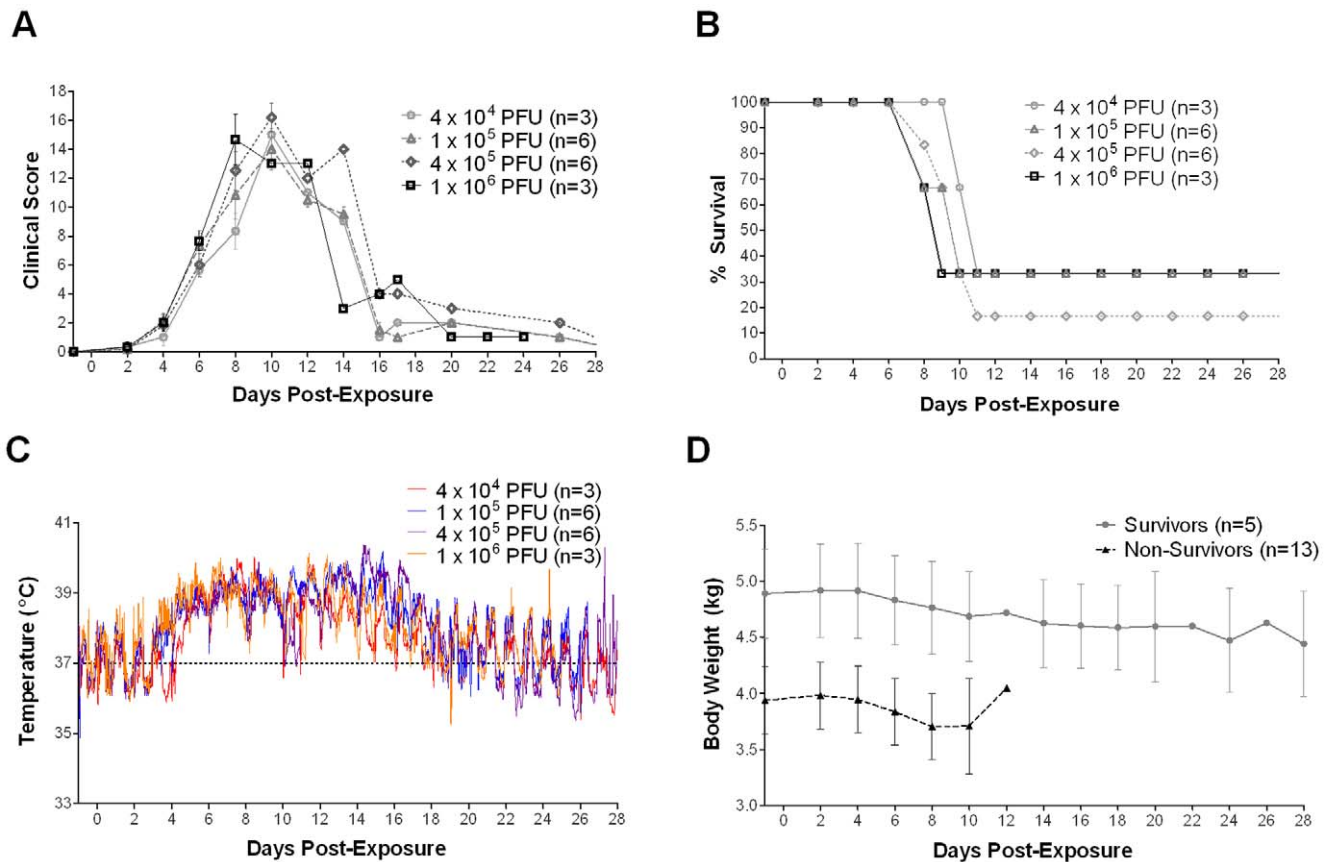 A
18
16
14
12
10
8
6
4
2
0
Clinical Score
4 x 10⁴ PFU (n=3)
1 x 10⁵ PFU (n=6)
4 x 10⁵ PFU (n=6)
1 x 10⁶ PFU (n=3)
0 2 4 6 8 10 12 14 16 18 20 22 24 26 28
Days Post-Exposure
B
100
90
80
70
60
50
40
30
20
10
0
% Survival
4 x 10⁴ PFU (n=3)
1 x 10⁵ PFU (n=6)
4 x 10⁵ PFU (n=6)
1 x 10⁶ PFU (n=3)
0 2 4 6 8 10 12 14 16 18 20 22 24 26 28
Days Post-Exposure
C
41
39
37
35
33
Temperature (°C)
4 x 10⁴ PFU (n=3)
1 x 10⁵ PFU (n=6)
4 x 10⁵ PFU (n=6)
1 x 10⁶ PFU (n=3)
0 2 4 6 8 10 12 14 16 18 20 22 24 26 28
Days Post-Exposure
D
5.5
5.0
4.5
4.0
3.5
3.0
Body Weight (kg)
Survivors (n=5)
Non-Survivors (n=13)
0 2 4 6 8 10 12 14 16 18 20 22 24 26 28
Days Post-Exposure